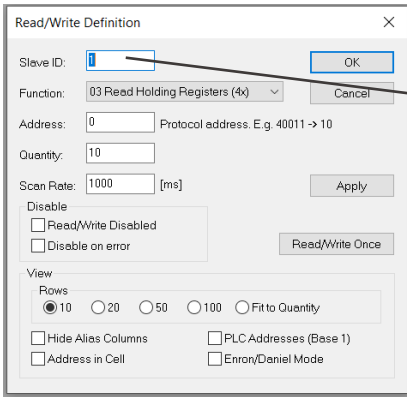 Read/Write Definition
Slave ID: 1 OK
Function: 03 Read Holding Registers (4x) Cancel
Address: 0 Protocol address. E.g. 40011 -> 10
Quantity: 10
Scan Rate: 1000 [ms] Apply
Disable
Read/Write Disabled
Disable on error Read/Write Once
View
Rows
10 20 50 100 Fit to Quantity
Hide Alias Columns PLC Addresses (Base 1)
Address in Cell Enron/Daniel Mode